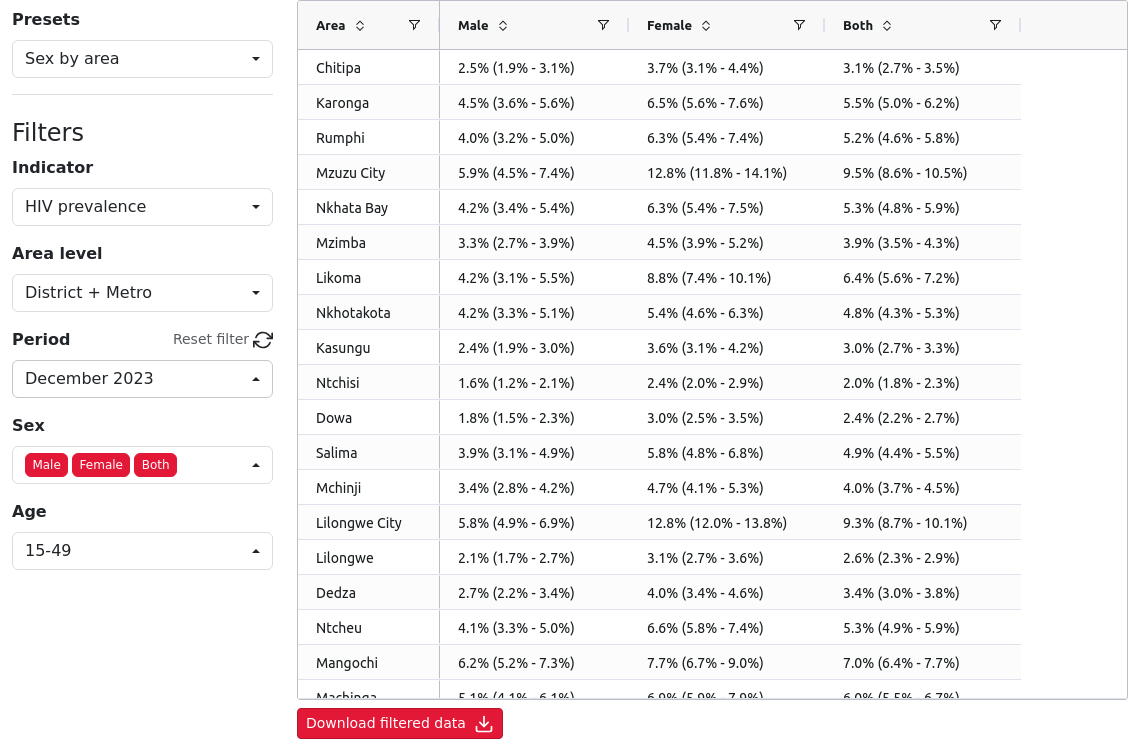 Presets
Sex by area
Filters
Indicator
HIV prevalence
Area level
District + Metro
Period Reset filter
December 2023
Sex
Male Female Both
Age
15-49
Area Male Female Both
Chitipa 2.5% (1.9% - 3.1%) 3.7% (3.1% - 4.4%) 3.1% (2.7% - 3.5%)
Karonga 4.5% (3.6% - 5.6%) 6.5% (5.6% - 7.6%) 5.5% (5.0% - 6.2%)
Rumphi 4.0% (3.2% - 5.0%) 6.3% (5.4% - 7.4%) 5.2% (4.6% - 5.8%)
Mzuzu City 5.9% (4.5% - 7.4%) 12.8% (11.8% - 14.1%) 9.5% (8.6% - 10.5%)
Nkhata Bay 4.2% (3.4% - 5.4%) 6.3% (5.4% - 7.5%) 5.3% (4.8% - 5.9%)
Mzimba 3.3% (2.7% - 3.9%) 4.5% (3.9% - 5.2%) 3.9% (3.5% - 4.3%)
Likoma 4.2% (3.1% - 5.5%) 8.8% (7.4% - 10.1%) 6.4% (5.6% - 7.2%)
Nkhotakota 4.2% (3.3% - 5.1%) 5.4% (4.6% - 6.3%) 4.8% (4.3% - 5.3%)
Kasungu 2.4% (1.9% - 3.0%) 3.6% (3.1% - 4.2%) 3.0% (2.7% - 3.3%)
Ntchisi 1.6% (1.2% - 2.1%) 2.4% (2.0% - 2.9%) 2.0% (1.8% - 2.3%)
Dowa 1.8% (1.5% - 2.3%) 3.0% (2.5% - 3.5%) 2.4% (2.2% - 2.7%)
Salima 3.9% (3.1% - 4.9%) 5.8% (4.8% - 6.8%) 4.9% (4.4% - 5.5%)
Mchinji 3.4% (2.8% - 4.2%) 4.7% (4.1% - 5.3%) 4.0% (3.7% - 4.5%)
Lilongwe City 5.8% (4.9% - 6.9%) 12.8% (12.0% - 13.8%) 9.3% (8.7% - 10.1%)
Lilongwe 2.1% (1.7% - 2.7%) 3.1% (2.7% - 3.6%) 2.6% (2.3% - 2.9%)
Dedza 2.7% (2.2% - 3.4%) 4.0% (3.4% - 4.6%) 3.4% (3.0% - 3.8%)
Ntcheu 4.1% (3.3% - 5.0%) 6.6% (5.8% - 7.4%) 5.3% (4.9% - 5.9%)
Mangochi 6.2% (5.2% - 7.3%) 7.7% (6.7% - 9.0%) 7.0% (6.4% - 7.7%)
Machinga
Download filtered data